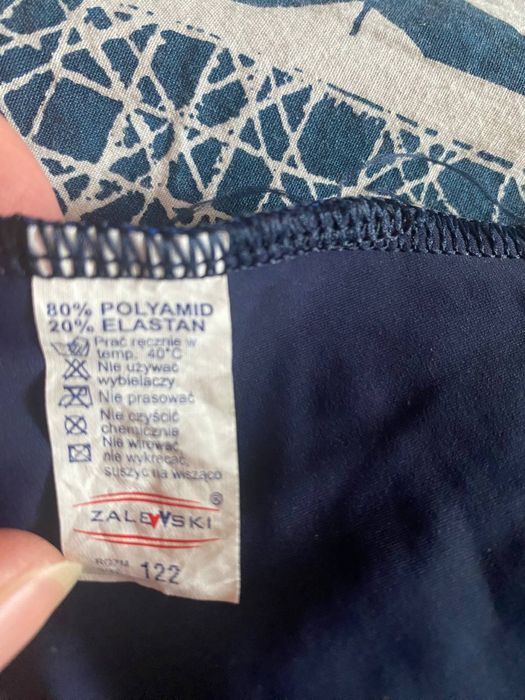 80% POLYAMID
20% ELASTAN
Prać ręcznie w
temp. 40°C
Nie używać
wybielaczy
Nie prasować
Nie czyścić
chemicznie
Nie wirować
nie wykręcać,
suszyć na wisząco
ZALEWSKI ®
ROZM
122